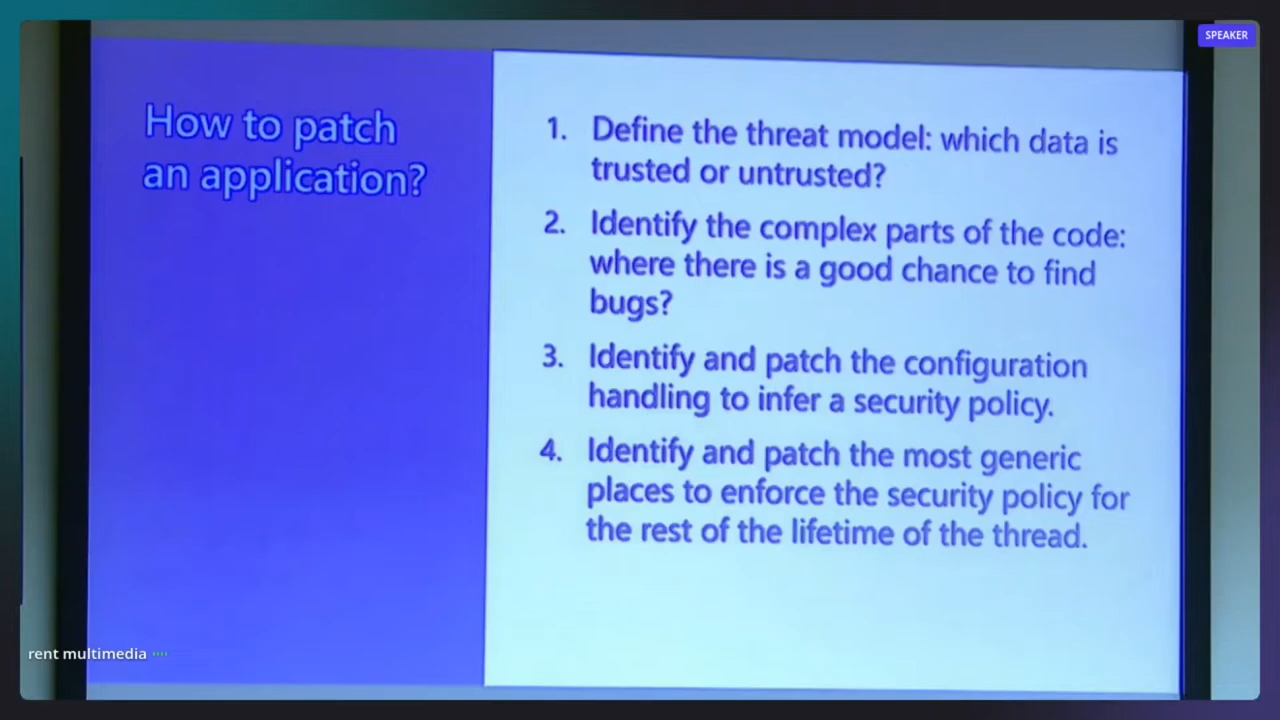 SPEAKER
How to patch
an application?
1. Define the threat model: which data is
trusted or untrusted?
2. Identify the complex parts of the code:
where there is a good chance to find
bugs?
3. Identify and patch the configuration
handling to infer a security policy.
4. Identify and patch the most generic
places to enforce the security policy for
the rest of the lifetime of the thread.
rent multimedia